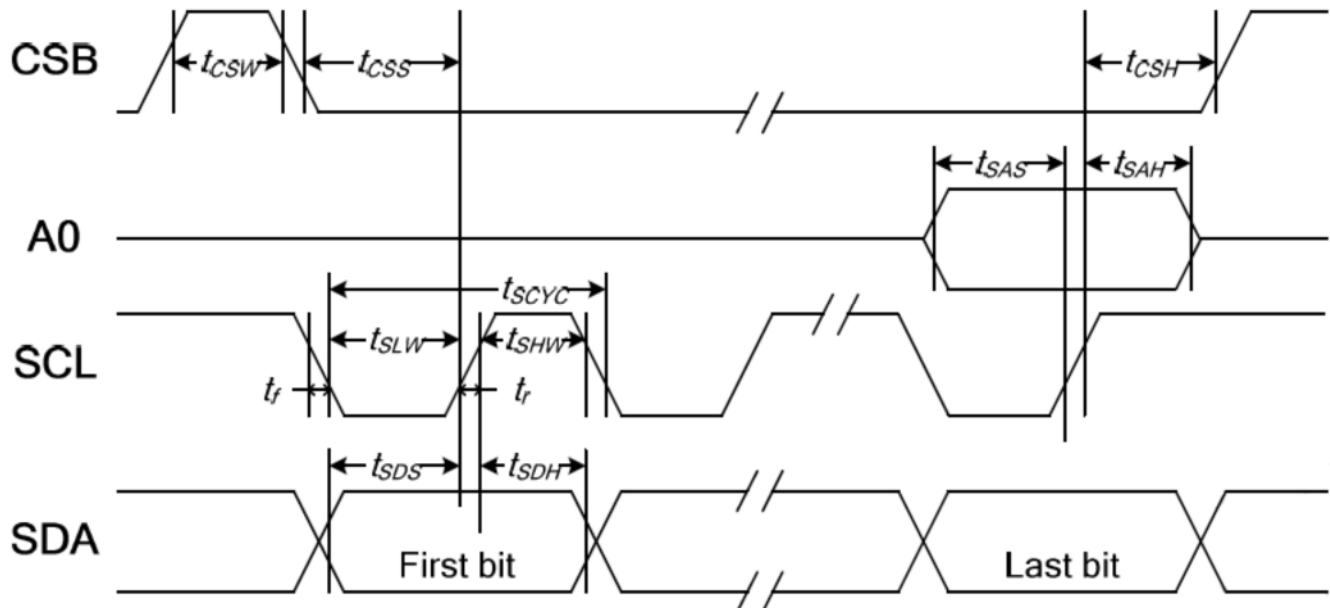 CSB
tCSW
tCSS
tCSH
A0
tSAS
tSAH
SCL
tSCYC
tSLW
tSHW
tf
tr
SDA
tSDS
tSDH
First bit
Last bit